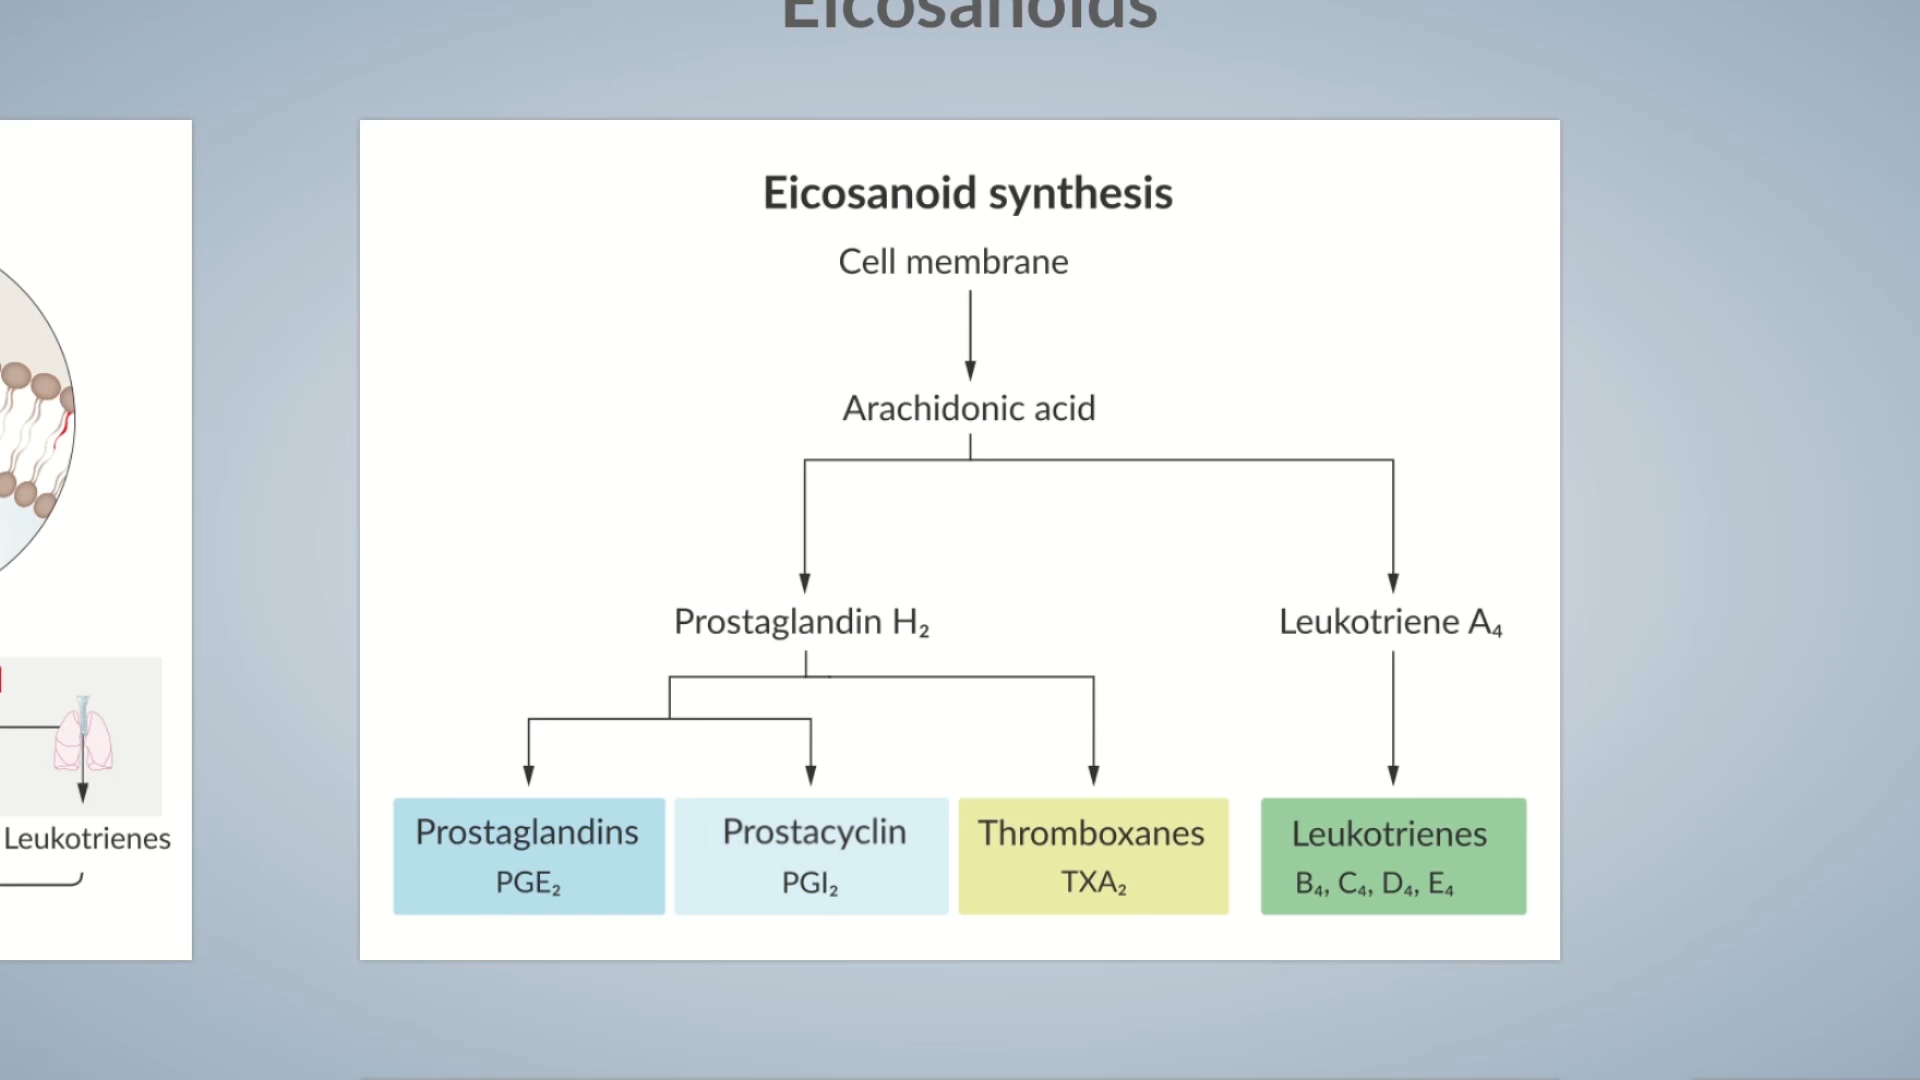 Eicosanoids
Eicosanoid synthesis
Cell membrane
Arachidonic acid
Prostaglandin H₂
Leukotriene A₄
Prostaglandins
PGE₂
Prostacyclin
PGI₂
Thromboxanes
TXA₂
Leukotrienes
B₄, C₄, D₄, E₄
Leukotrienes